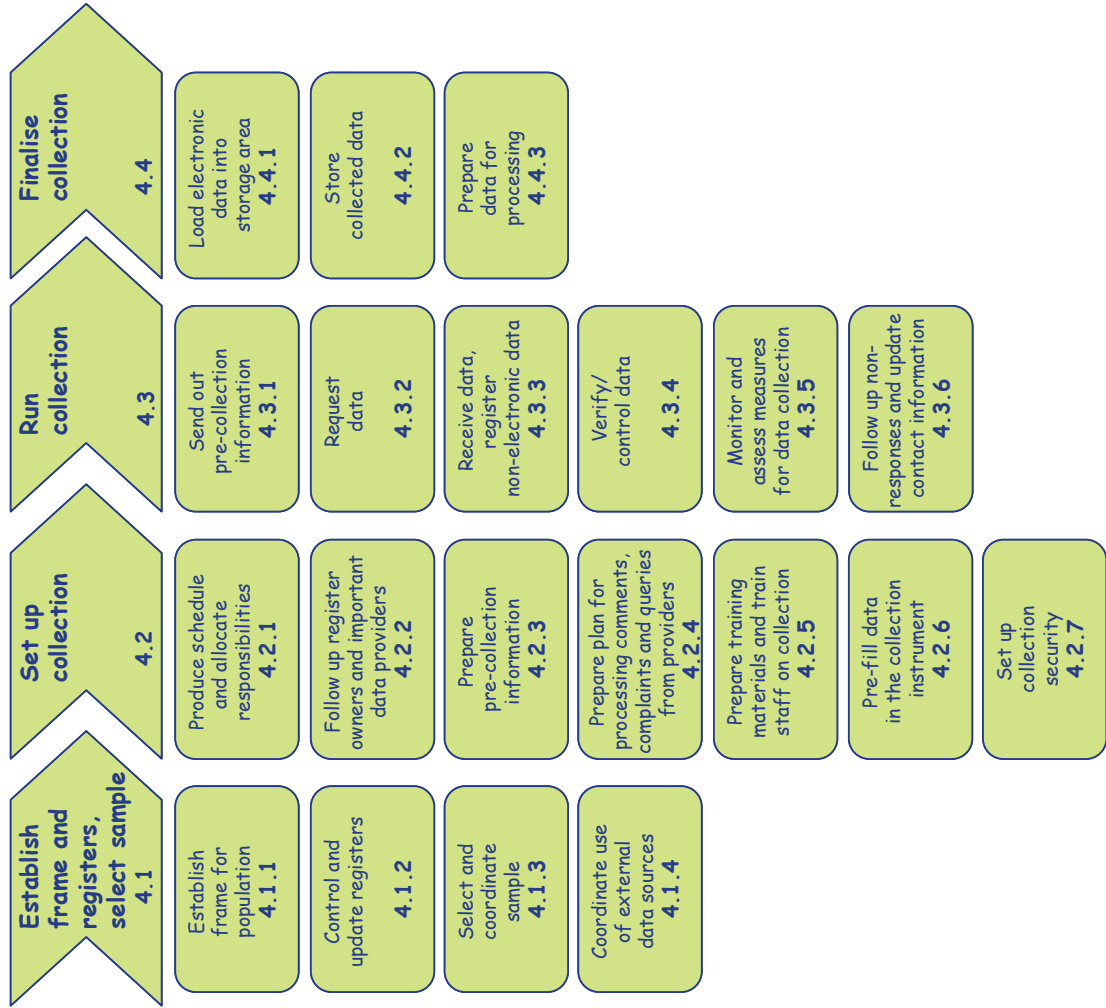 Establish
frame and
registers,
select sample
4.1
Establish
frame for
population
4.1.1
Control and
update registers
4.1.2
Select and
coordinate
sample
4.1.3
Coordinate use
of external
data sources
4.1.4
Set up
collection
4.2
Produce schedule
and allocate
responsibilities
4.2.1
Follow up register
owners and important
data providers
4.2.2
Prepare
pre-collection
information
4.2.3
Prepare plan for
processing comments,
complaints and queries
from providers
4.2.4
Prepare training
materials and train
staff on collection
4.2.5
Pre-fill data
in the collection
instrument
4.2.6
Set up
collection
security
4.2.7
Run
collection
4.3
Send out
pre-collection
information
4.3.1
Request
data
4.3.2
Receive data,
register
non-electronic data
4.3.3
Verify/
control data
4.3.4
Monitor and
assess measures
for data collection
4.3.5
Follow up non-
responses and update
contact information
4.3.6
Finalise
collection
4.4
Load electronic
data into
storage area
4.4.1
Store
collected data
4.4.2
Prepare
data for
processing
4.4.3